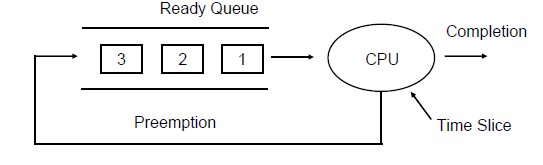 Ready Queue
Completion
3 2 1 CPU
Preemption
Time Slice